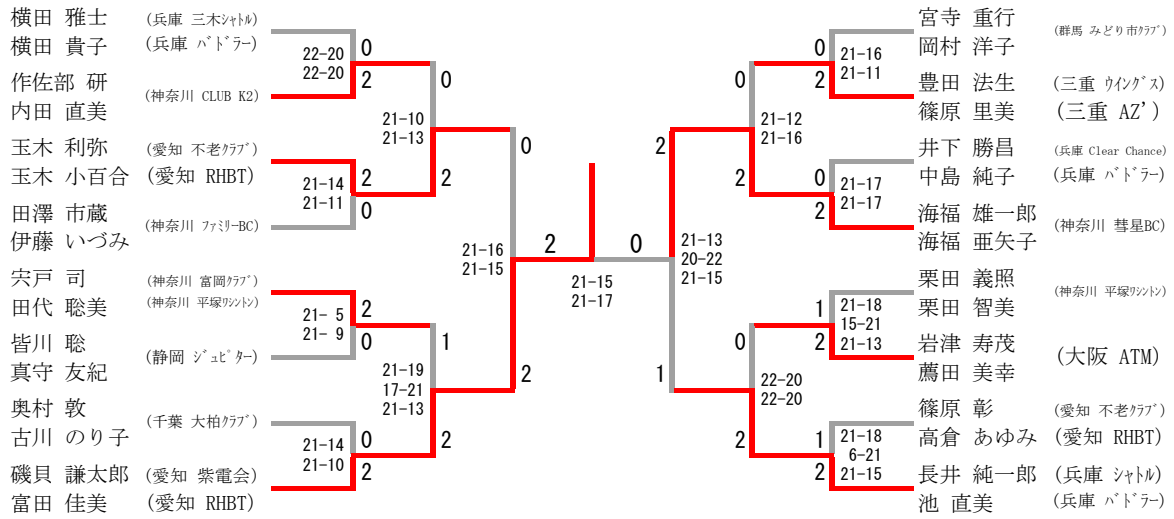 横田 雅士 (兵庫 三木ｼｬﾄﾙ)
横田 貴子 (兵庫 ﾊﾞﾄﾞﾗｰ)
22-20 0
22-20 2
作佐部 研
内田 直美
(神奈川 CLUB K2)
0
21-10
21-13
玉木 利弥 (愛知 不老ｸﾗﾌﾞ)
玉木 小百合 (愛知 RHBT)
21-14 2
21-11 0
2
田澤 市蔵
伊藤 いづみ
(神奈川 ﾌｧﾐﾘｰBC)
0
21-16
21-15
宍戸 司 (神奈川 富岡ｸﾗﾌﾞ)
田代 聡美 (神奈川 平塚ﾜｼﾝﾄﾝ)
21- 5 2
21- 9 0
皆川 聡
真守 友紀
(静岡 ｼﾞｭﾋﾟﾀｰ)
1
21-19
17-21
21-13
2
奥村 敦
古川 のり子
(千葉 大柏ｸﾗﾌﾞ)
21-14 0
21-10 2
2
磯貝 謙太郎 (愛知 紫電会)
富田 佳美 (愛知 RHBT)
2 0
21-15
21-17
宮寺 重行
岡村 洋子
(群馬 みどり市ｸﾗﾌﾞ)
0 21-16
2 21-11
豊田 法生 (三重 ｳｲﾝｸﾞｽ)
篠原 里美 (三重 AZ')
0
21-12
21-16
2
井下 勝昌 (兵庫 Clear Chance)
中島 純子 (兵庫 ﾊﾞﾄﾞﾗｰ)
0 21-17
2 21-17
2
海福 雄一郎
海福 亜矢子
(神奈川 彗星BC)
21-13
20-22
21-15
栗田 義照
栗田 智美
(神奈川 平塚ﾜｼﾝﾄﾝ)
1 21-18
15-21
2 21-13
岩津 寿茂
薦田 美幸
(大阪 ATM)
0
22-20
22-20
1
篠原 彰 (愛知 不老ｸﾗﾌﾞ)
高倉 あゆみ (愛知 RHBT)
1 21-18
6-21
2 21-15
2
長井 純一郎 (兵庫 ｼｬﾄﾙ)
池 直美 (兵庫 ﾊﾞﾄﾞﾗｰ)